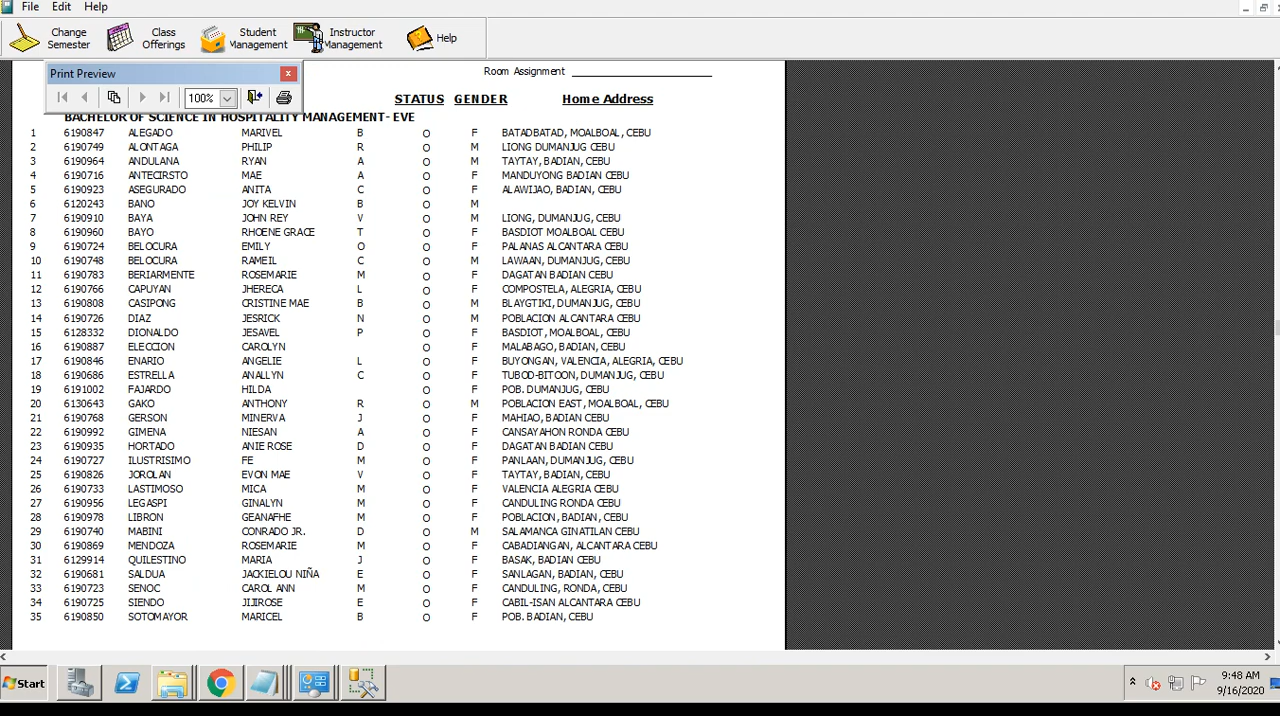 File Edit Help
Change Semester Class Offerings Student Management Instructor Management Help
Print Preview
Room Assignment
100%
STATUS GENDER Home Address
BACHELOR OF SCIENCE IN HOSPITALITY MANAGEMENT- EVE
1 6190847 ALEGADO MARIVEL B O F BATADBATAD, MOALBOAL, CEBU
2 6190749 ALONTAGA PHILIP R O M LIONG DUMANJUG CEBU
3 6190964 ANDULANA RYAN A O M TAYTAY, BADIAN, CEBU
4 6190716 ANTECIRSTO MAE A O F MANDUYONG BADIAN CEBU
5 6190923 ASEGURADO ANITA C O F ALAWIJAO, BADIAN, CEBU
6 6120243 BANO JOY KELVIN B O M
7 6190910 BAYA JOHN REY V O M LIONG, DUMANJUG, CEBU
8 6190960 BAYO RHOENE GRACE T O F BASDIOT MOALBOAL CEBU
9 6190724 BELOCURA EMILY O O F PALANAS ALCANTARA CEBU
10 6190748 BELOCURA RAMEIL C O M LAWAAN, DUMANJUG, CEBU
11 6190783 BERIARMENTE ROSEMARIE M O F DAGATAN BADIAN CEBU
12 6190766 CAPUYAN JHERECA L O F COMPOSTELA, ALEGRIA, CEBU
13 6190808 CASIPONG CRISTINE MAE B O M BLAYGTIKI, DUMANJUG, CEBU
14 6190726 DIAZ JESRICK N O M POBLACION ALCANTARA CEBU
15 6128332 DIONALDO JESAVEL P O F BASDIOT, MOALBOAL, CEBU
16 6190887 ELECCION CAROLYN O F MALABAGO, BADIAN, CEBU
17 6190846 ENARIO ANGELIE L O F BUYONGAN, VALENCIA, ALEGRIA, CEBU
18 6190686 ESTRELLA ANALLYN C O F TUBOD-BITOON, DUMANJUG, CEBU
19 6191002 FAJARDO HILDA O F POB. DUMANJUG, CEBU
20 6130643 GAKO ANTHONY R O M POBLACION EAST, MOALBOAL, CEBU
21 6190768 GERSON MINERVA J O F MAHIAO, BADIAN CEBU
22 6190992 GIMENA NIESAN A O F CANSAYAHON RONDA CEBU
23 6190935 HORTADO ANIE ROSE D O F DAGATAN BADIAN CEBU
24 6190727 ILUSTRISIMO FE M O F PANLAAN, DUMANJUG, CEBU
25 6190826 JOROLAN EVON MAE V O F TAYTAY, BADIAN, CEBU
26 6190733 LASTIMOSO MICA M O F VALENCIA ALEGRIA CEBU
27 6190956 LEGASPI GINALYN M O F CANDULING RONDA CEBU
28 6190978 LIBRON GEANAFHE M O F POBLACION, BADIAN, CEBU
29 6190740 MABINI CONRADO JR. D O M SALAMANCA GINATILAN CEBU
30 6190869 MENDOZA ROSEMARIE M O F CABADIANGAN, ALCANTARA CEBU
31 6129914 QUILESTINO MARIA J O F BASAK, BADIAN CEBU
32 6190681 SALDUA JACKIELOU NIÑA E O F SANLAGAN, BADIAN, CEBU
33 6190723 SENOC CAROL ANN M O F CANDULING, RONDA, CEBU
34 6190725 SIENDO JIJIROSE E O F CABIL-ISAN ALCANTARA CEBU
35 6190850 SOTOMAYOR MARICEL B O F POB. BADIAN, CEBU
Start 9:48 AM
9/16/2020